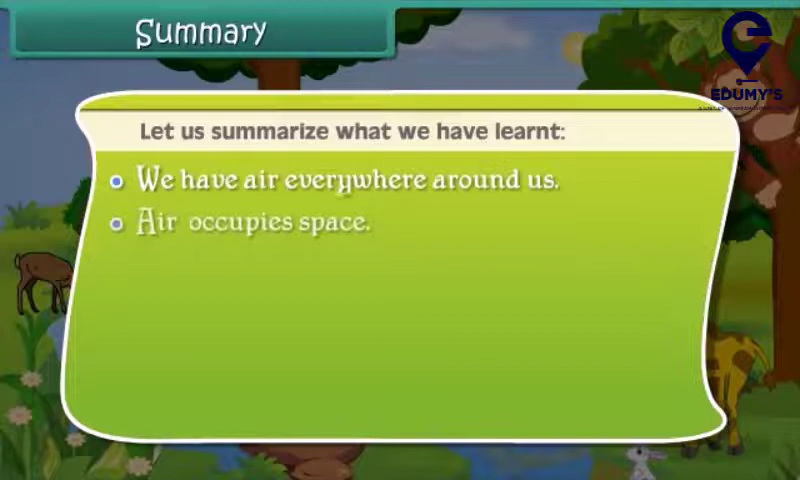 Summary
EDUMY'S
Let us summarize what we have learnt:
We have air everywhere around us.
Air occupies space.